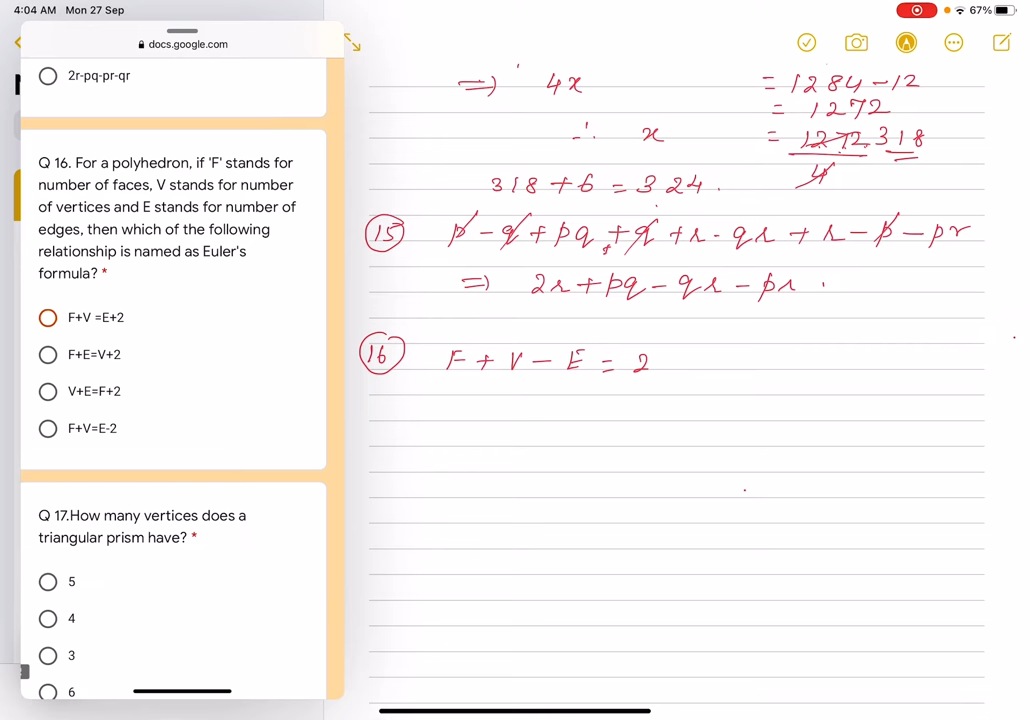 4:04 AM Mon 27 Sep
67%
docs.google.com
2r-pq-pr-qr
Q 16. For a polyhedron, if 'F' stands for
number of faces, V stands for number
of vertices and E stands for number of
edges, then which of the following
relationship is named as Euler's
formula? *
F+V =E+2
F+E=V+2
V+E=F+2
F+V=E-2
Q 17.How many vertices does a
triangular prism have? *
5
4
3
6
=) 4x = 1284-12
= 1272
∴ x = 1272 318
4
318 + 6 = 324.
15 p - q + pq + q + r - qr + r - p - pr
=) 2r + pq - qr - pr .
16 F + V - E = 2